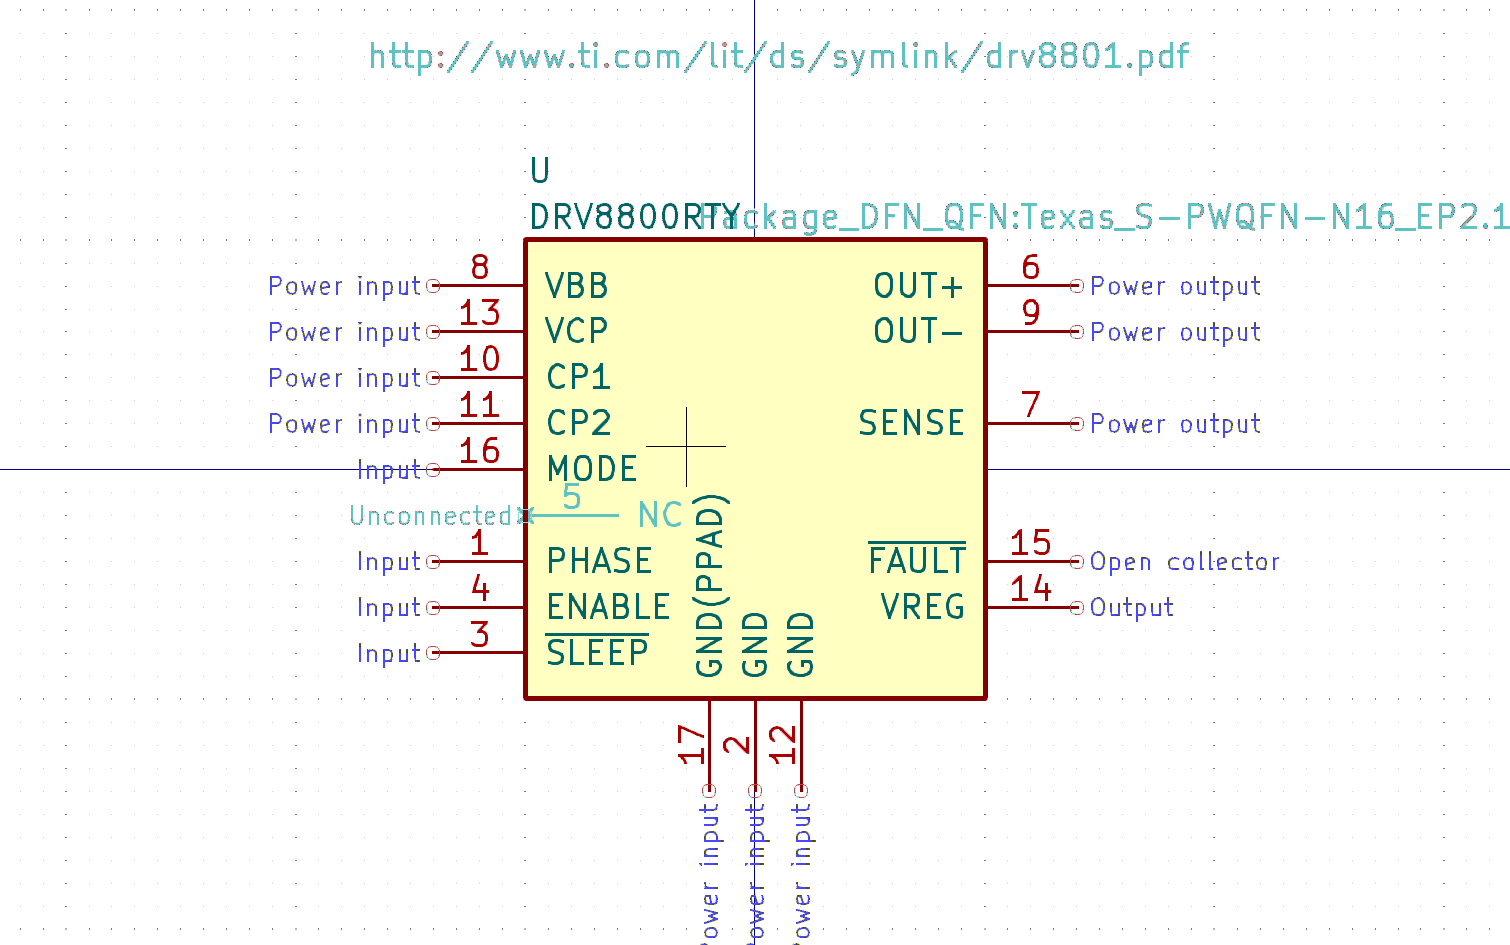 http://www.ti.com/lit/ds/symlink/drv8801.pdf
U
DRV8800RTY
Package_DFN_QFN:Texas_S-PWQFN-N16_EP2.1
Power input 8 VBB
OUT+ 6 Power output
Power input 13 VCP
OUT- 9 Power output
Power input 10 CP1
Power input 11 CP2
SENSE 7 Power output
Input 16 MODE
Unconnected 5 NC
Input 1 PHASE
FAULT 15 Open collector
Input 4 ENABLE
VREG 14 Output
Input 3 SLEEP
GND(PPAD) 17 Power input
GND 2 Power input
GND 12 Power input